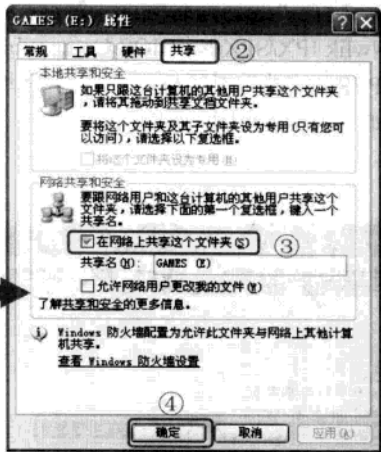 GAMES (E:) 属性
常规 工具 硬件 共享 ②
本地共享和安全
如果只跟这台计算机的其他用户共享这个文件夹
，请将其拖动到共享文档文件夹。
要将这个文件夹及其子文件夹设为专用(只有您可
以访问)，请选择以下复选框。
将这个文件夹设为专用(M)
网络共享和安全
要跟网络用户和这台计算机的其他用户共享这个
文件夹，请选择下面的第一个复选框，键入一个
共享名。
在网络上共享这个文件夹(S) ③
共享名(H): GAMES (E)
允许网络用户更改我的文件(W)
了解共享和安全的更多信息。
Windows 防火墙配置为允许此文件夹与网络上其他计算
机共享。
查看 Windows 防火墙设置
④
确定 取消 应用(A)